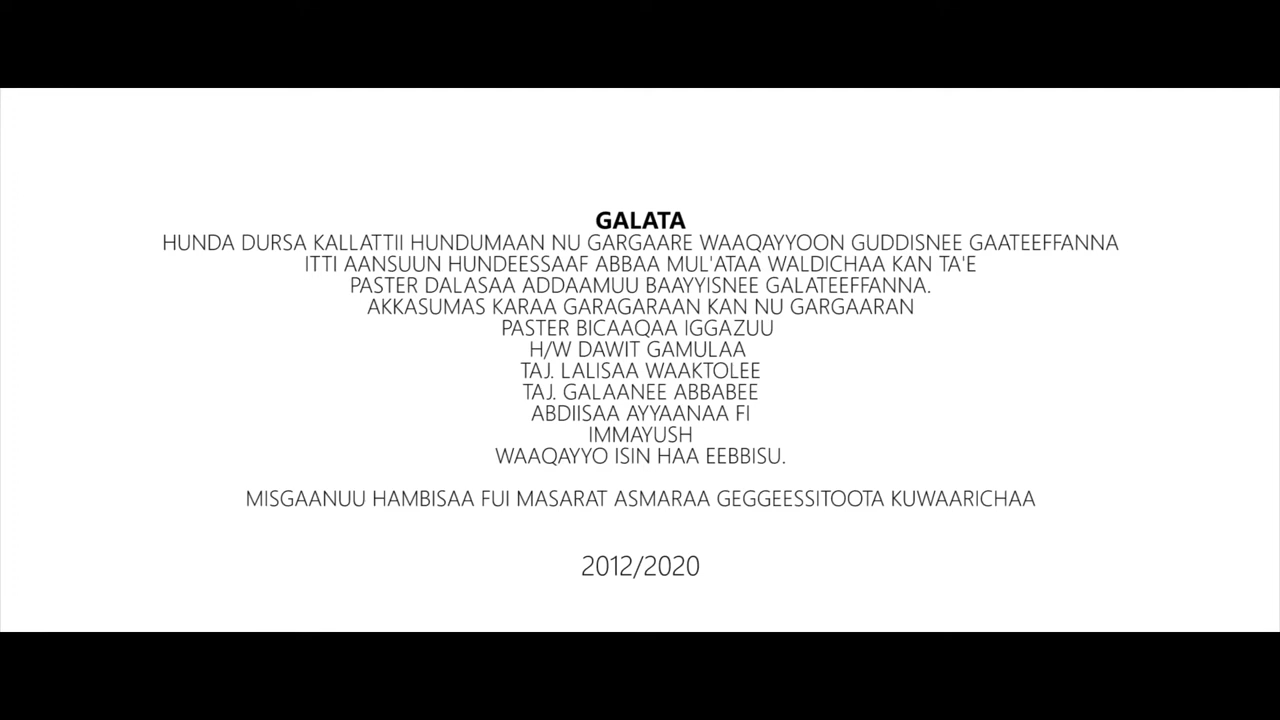 GALATA
HUNDA DURSA KALLATTII HUNDUMAAN NU GARGAARE WAAQAYYOON GUDDISNEE GAATEEFFANNA
ITTI AANSUUN HUNDEESSAAF ABBAA MUL'ATAA WALDICHAA KAN TA'E
PASTER DALASAA ADDAAMUU BAAYYISNEE GALATEEFFANNA.
AKKASUMAS KARAA GARAGARAAN KAN NU GARGAARAN
PASTER BICAAQAA IGGAZUU
H/W DAWIT GAMULAA
TAJ. LALISAA WAAKTOLEE
TAJ. GALAANEE ABBABEE
ABDIISAA AYYAANAA FI
IMMAYUSH
WAAQAYYO ISIN HAA EEBBISU.
MISGAANUU HAMBISAA FUI MASARAT ASMARAA GEGGEESSITOOTA KUWAARICHAA
2012/2020